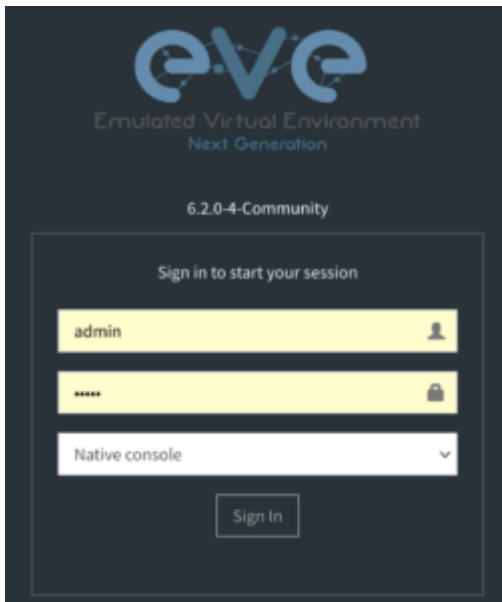 eve
Emulated Virtual Environment
Next Generation
6.2.0-4-Community
Sign in to start your session
admin
•••••
Native console
Sign In